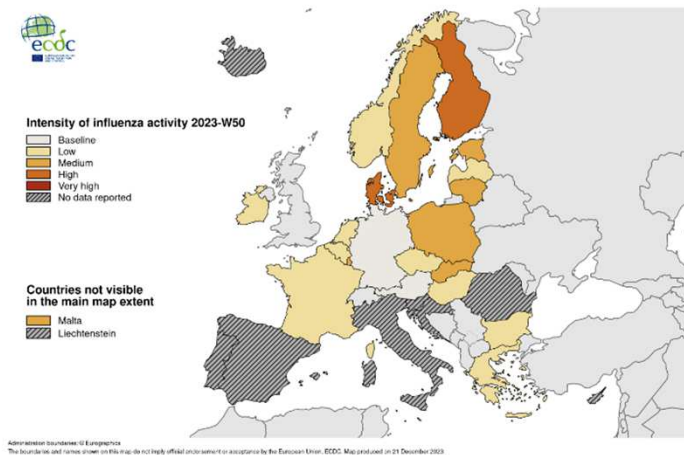 ecdc
Intensity of influenza activity 2023-W50
Baseline
Low
Medium
High
Very high
No data reported
Countries not visible
in the main map extent
Malta
Liechtenstein
Administration boundaries: © Eurographics
The boundaries and names shown on this map do not imply official endorsement or acceptance by the European Union, ECDC. Map produced on 21 December 2023